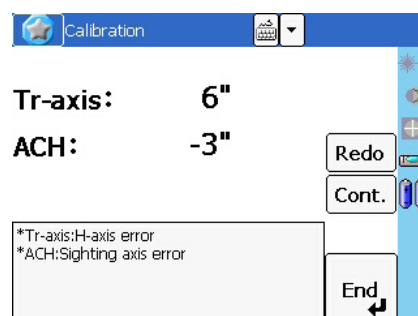 Calibration
Tr-axis: 6"
ACH: -3"
Redo
Cont.
*Tr-axis:H-axis error
*ACH:Sighting axis error
End